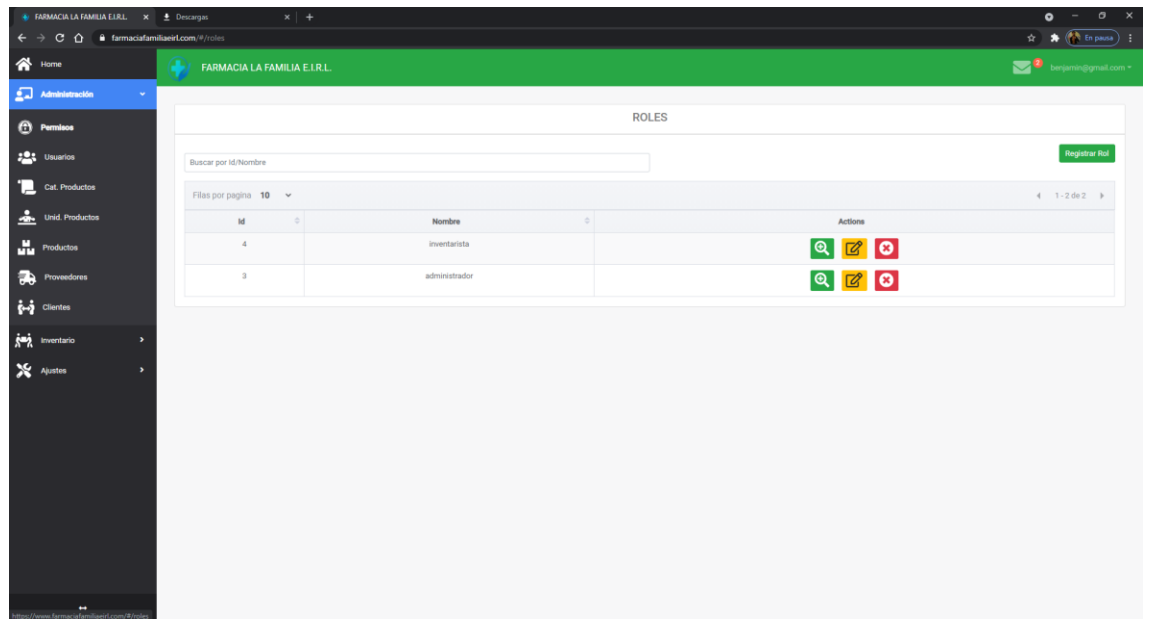 FARMACIA LA FAMILIA E.I.R.L.
Descargas
farmaciafamiliaeirl.com/#/roles
En pausa
Home
FARMACIA LA FAMILIA E.I.R.L.
2
benjamin@gmail.com
Administración
Permisos
Usuarios
Cat. Productos
Unid. Productos
Productos
Proveedores
Clientes
Inventario
Ajustes
ROLES
Buscar por Id/Nombre
Registrar Rol
Filas por pagina 10
1 - 2 de 2
Id Nombre Actions
4 inventarista
3 administrador
https://www.farmaciafamiliaeirl.com/#/roles